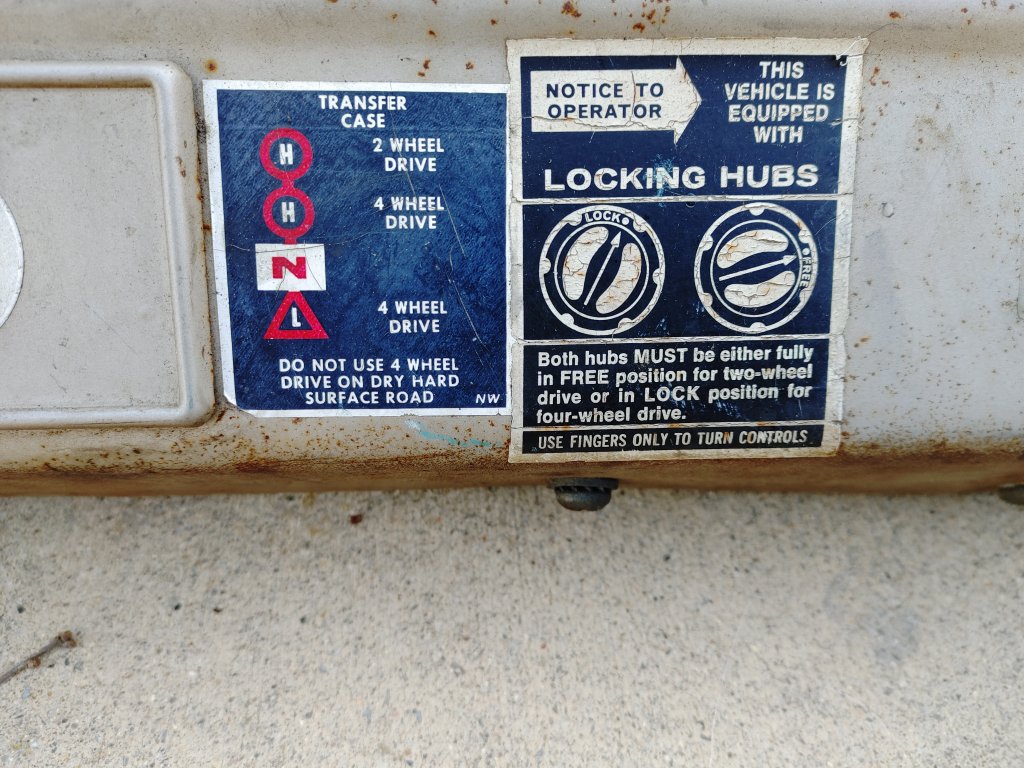 TRANSFER
CASE
H
2 WHEEL
DRIVE
H
4 WHEEL
DRIVE
N
L
4 WHEEL
DRIVE
DO NOT USE 4 WHEEL
DRIVE ON DRY HARD
SURFACE ROAD
NW
NOTICE TO
OPERATOR
THIS
VEHICLE IS
EQUIPPED
WITH
LOCKING HUBS
LOCK
FREE
Both hubs MUST be either fully
in FREE position for two-wheel
drive or in LOCK position for
four-wheel drive.
USE FINGERS ONLY TO TURN CONTROLS